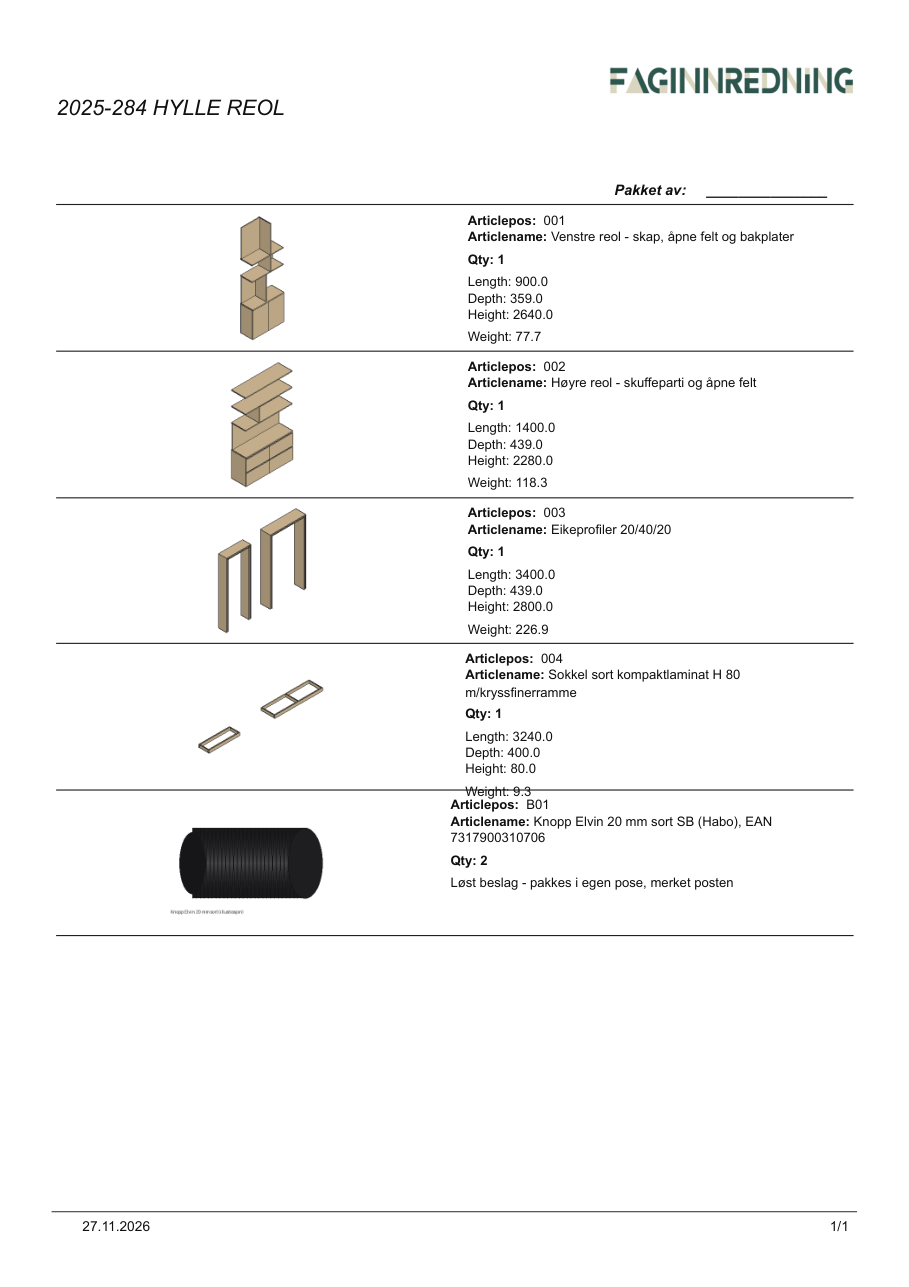 FAGINNREDNING
2025-284 HYLLE REOL
Pakket av:
Articlepos: 001
Articlename: Venstre reol - skap, åpne felt og bakplater
Qty: 1
Length: 900.0
Depth: 359.0
Height: 2640.0
Weight: 77.7
Articlepos: 002
Articlename: Høyre reol - skuffeparti og åpne felt
Qty: 1
Length: 1400.0
Depth: 439.0
Height: 2280.0
Weight: 118.3
Articlepos: 003
Articlename: Eikeprofiler 20/40/20
Qty: 1
Length: 3400.0
Depth: 439.0
Height: 2800.0
Weight: 226.9
Articlepos: 004
Articlename: Sokkel sort kompaktlaminat H 80
m/kryssfinerramme
Qty: 1
Length: 3240.0
Depth: 400.0
Height: 80.0
Weight: 9.3
Articlepos: B01
Articlename: Knopp Elvin 20 mm sort SB (Habo), EAN
7317900310706
Qty: 2
Løst beslag - pakkes i egen pose, merket posten
Knopp Elvin 20 mm sort
27.11.2026
1/1